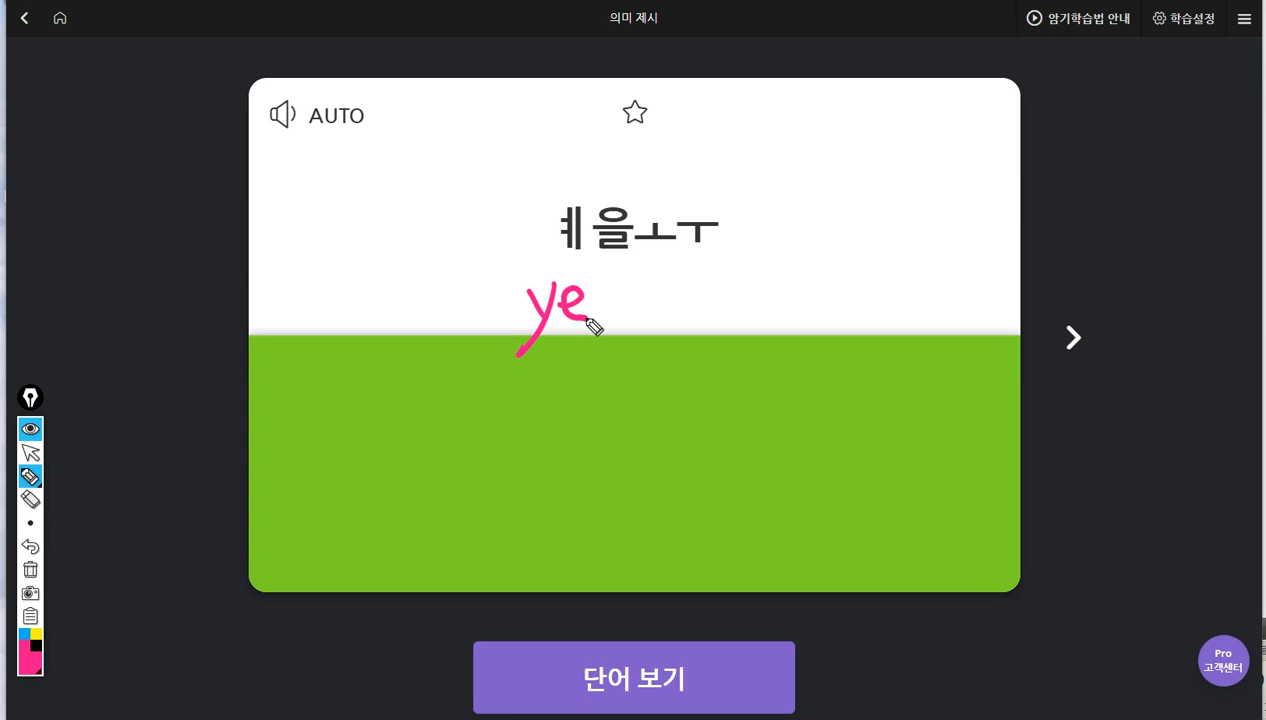 의미 제시
암기학습법 안내
학습설정
AUTO
ㅖ을ㅗㅜ
ye
단어 보기
Pro
고객센터